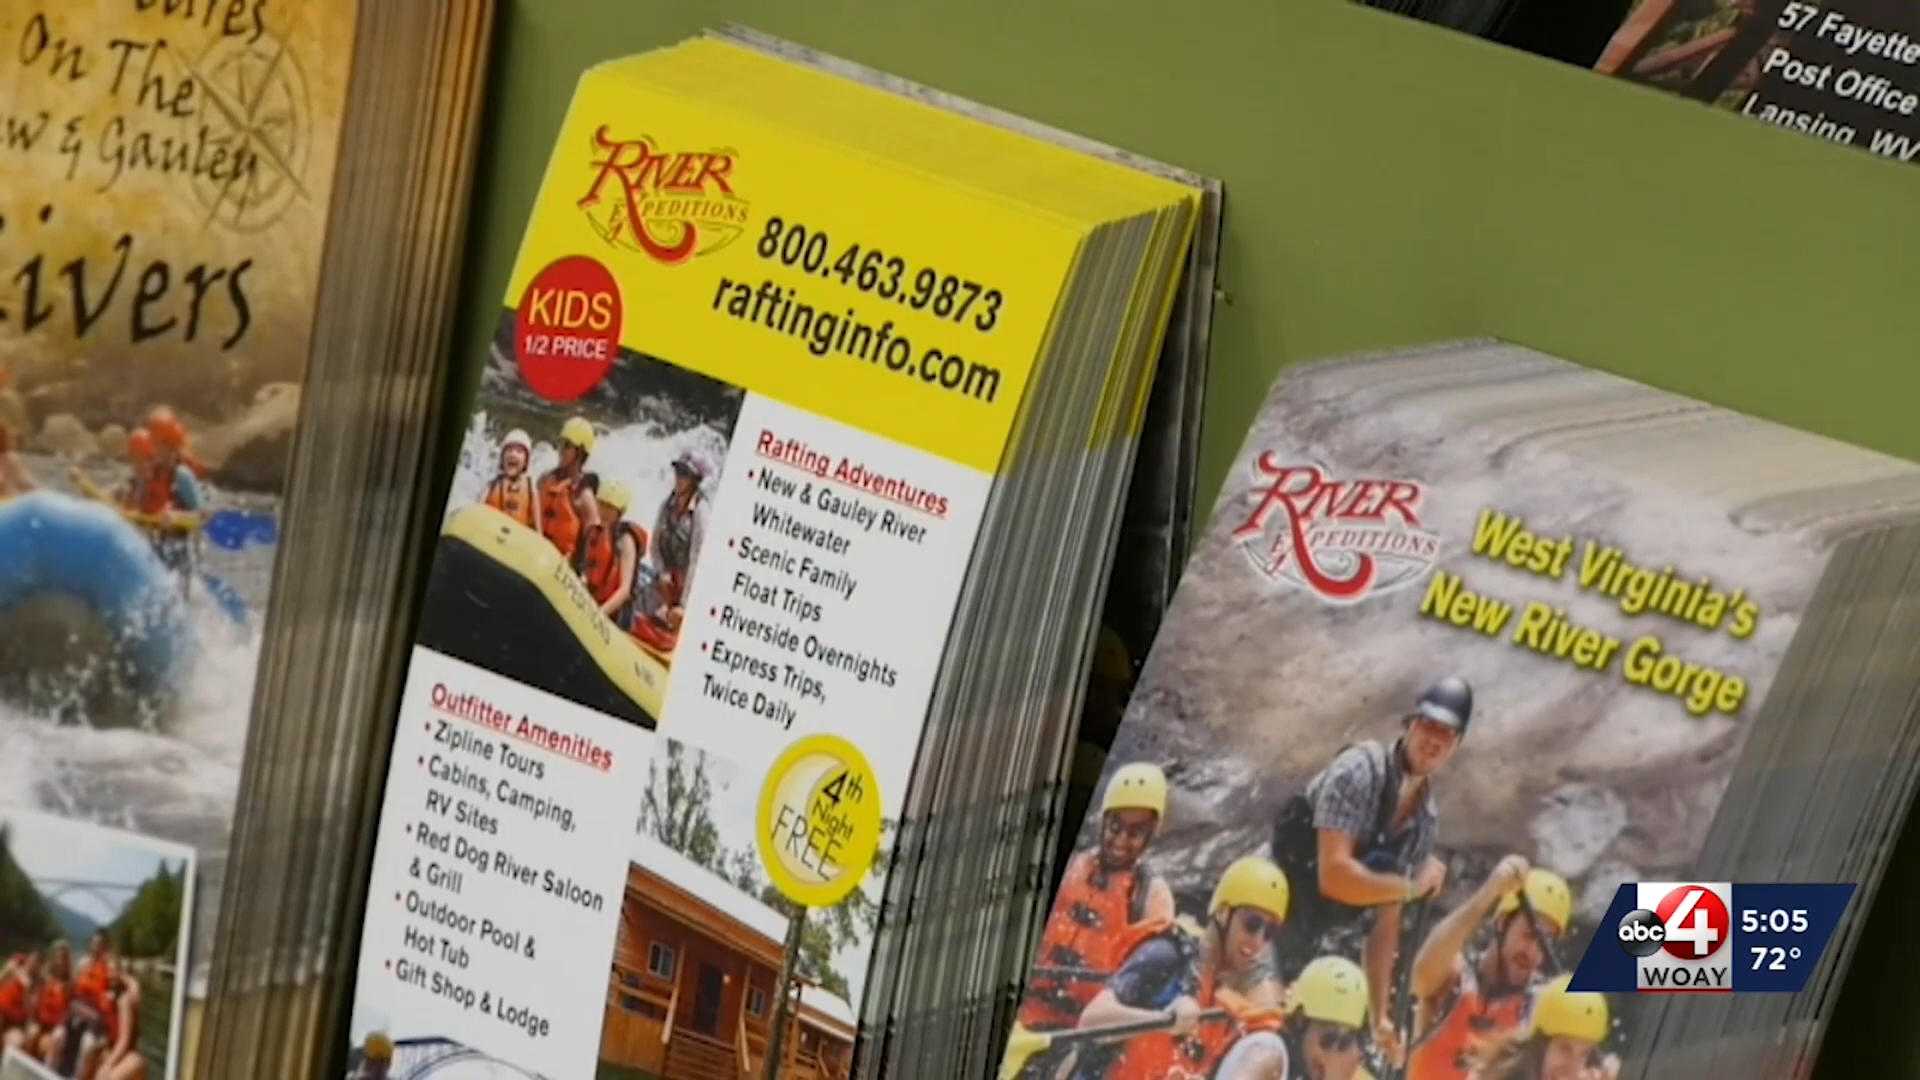 On The
& Gauley
RIVER
EXPEDITIONS
800.463.9873
raftinginfo.com
KIDS
1/2 PRICE
Rafting Adventures
• New & Gauley River
Whitewater
• Scenic Family
Float Trips
• Riverside Overnights
• Express Trips,
Twice Daily
EXPEDITIONS
Outfitter Amenities
• Zipline Tours
• Cabins, Camping,
RV Sites
• Red Dog River Saloon
& Grill
• Outdoor Pool &
Hot Tub
• Gift Shop & Lodge
4th
Night
FREE
57 Fayette
Post Office
Lansing, WV
RIVER
EXPEDITIONS
West Virginia's
New River Gorge
abc 4
WOAY
5:05
72°